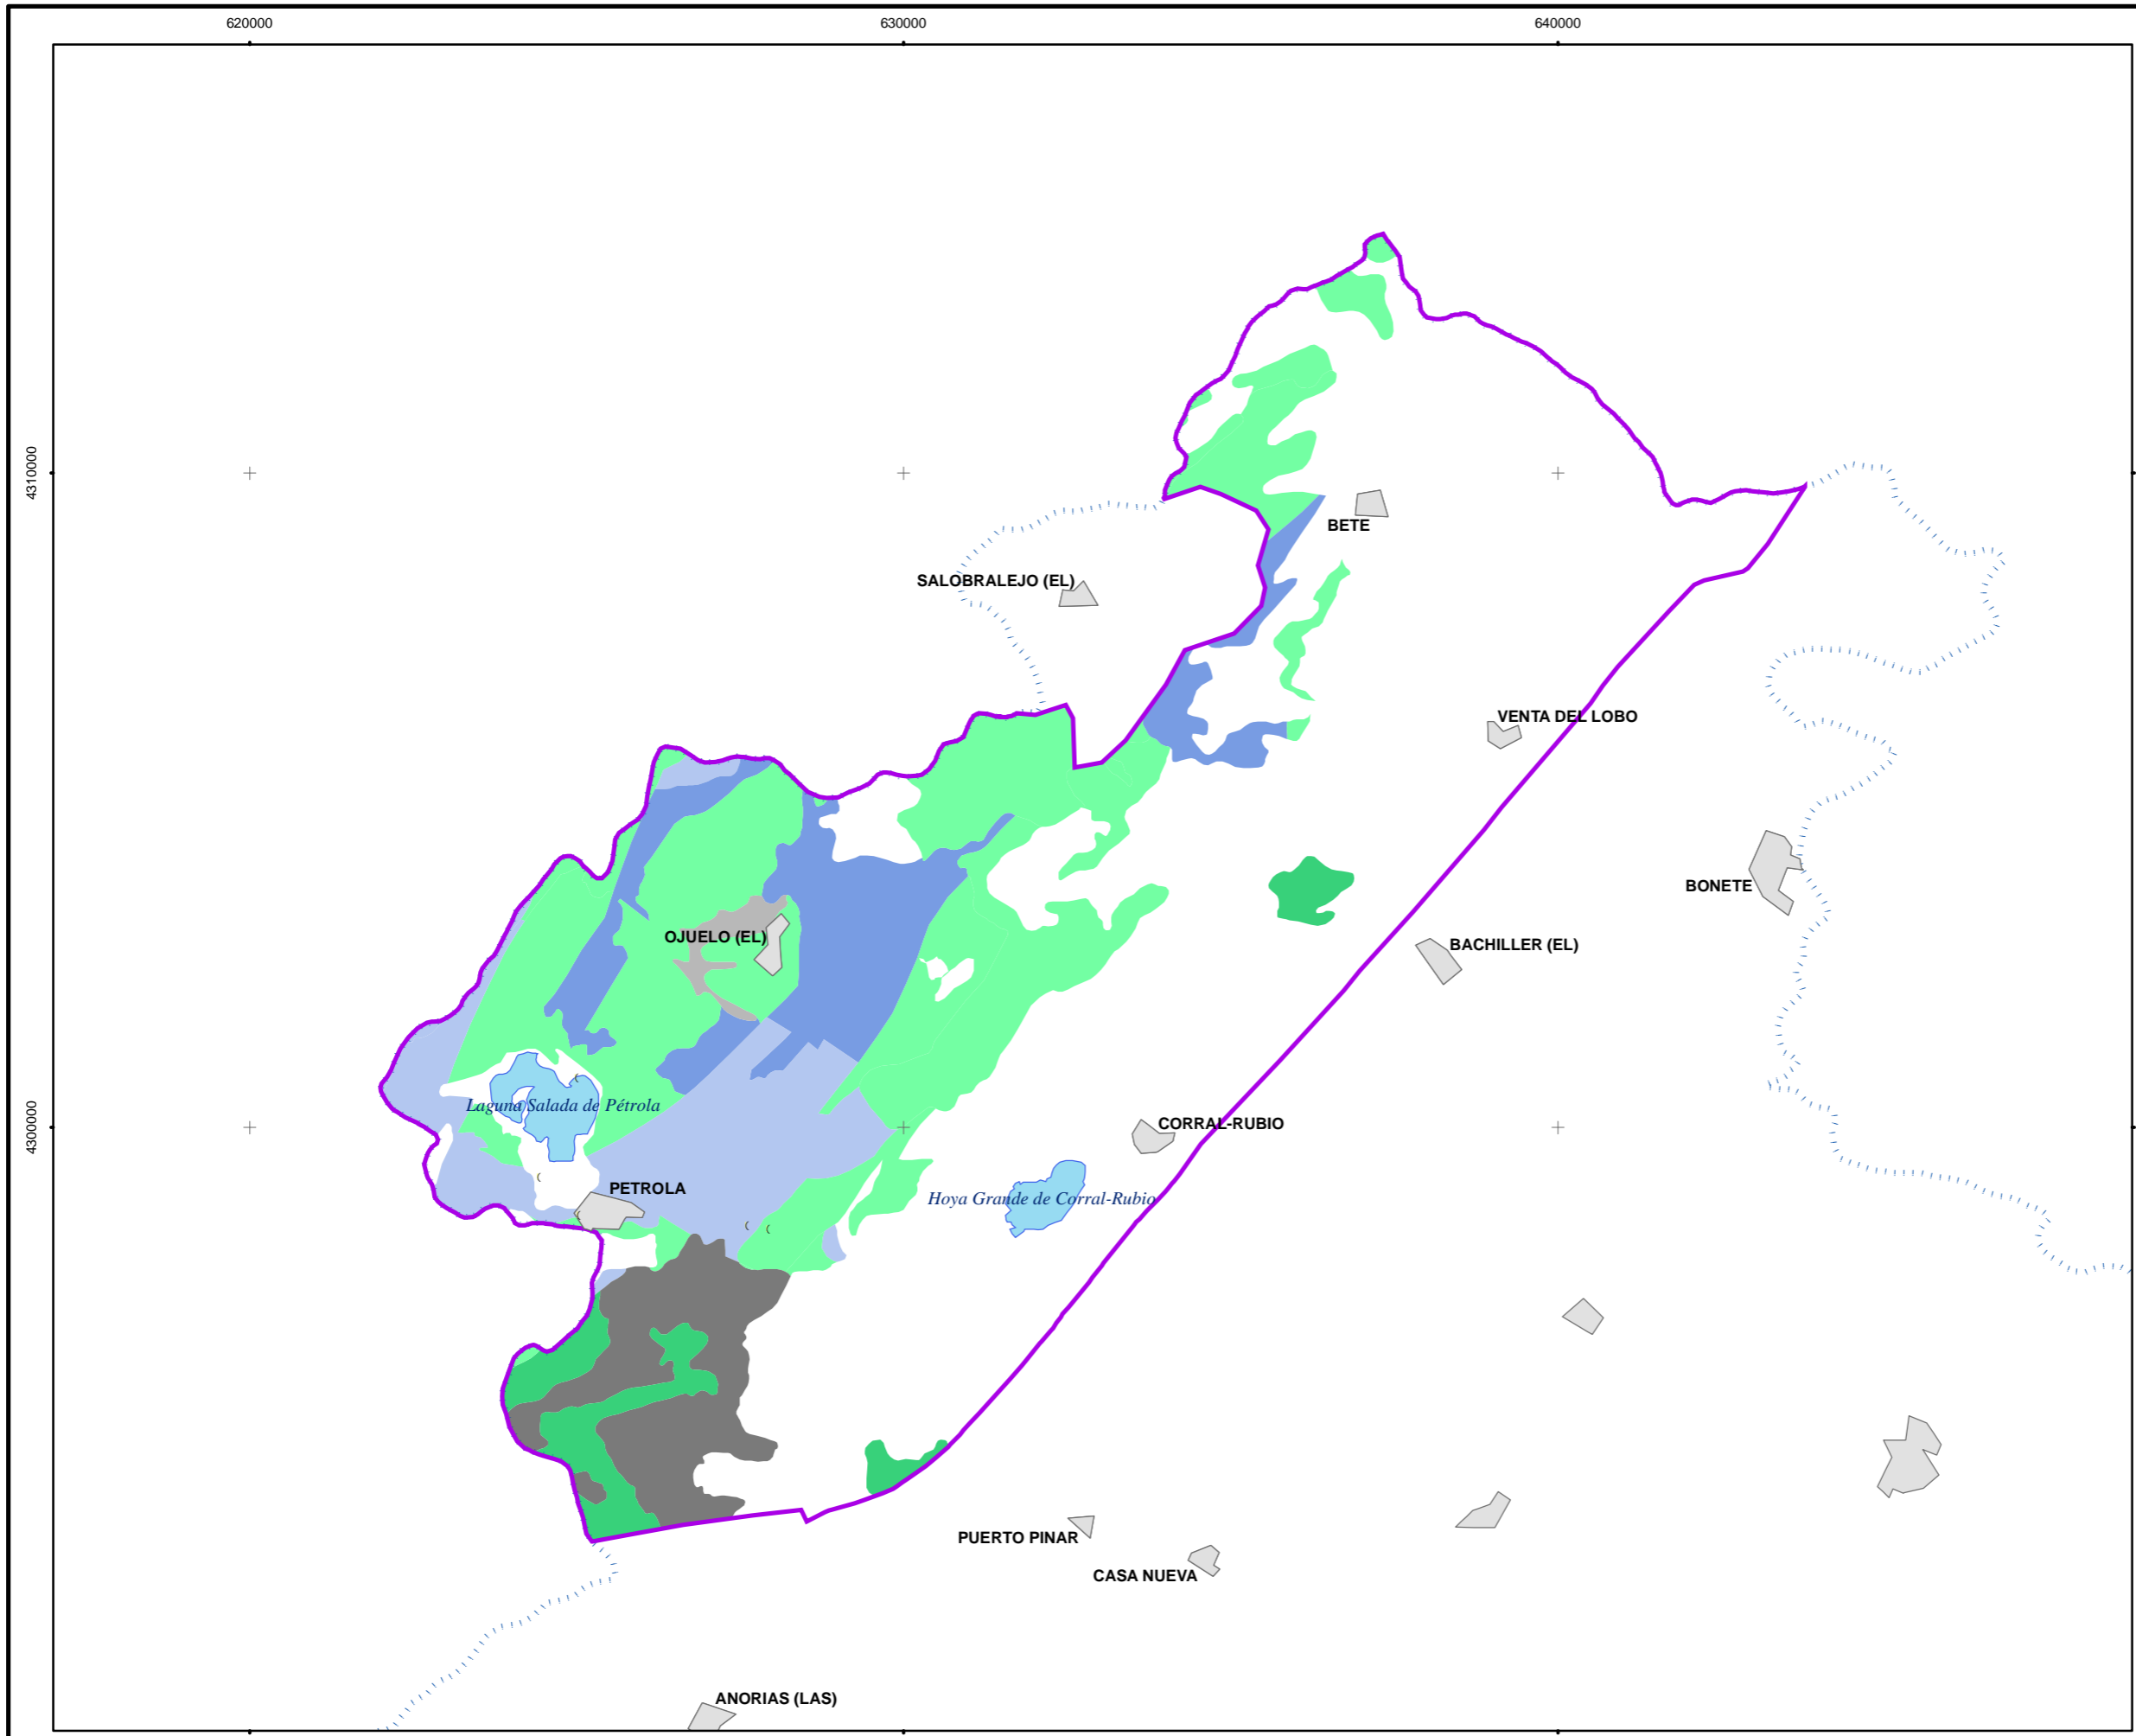 620000
630000
640000
4310000
BETE
SALOBRALEJO (EL)
VENTA DEL LOBO
BONETE
OJUELO (EL)
BACHILLER (EL)
Laguna Salada de Pétrola
4300000
CORRAL-RUBIO
PETROLA
Hoya Grande de Corral-Rubio
PUERTO PINAR
CASA NUEVA
ANORIAS (LAS)